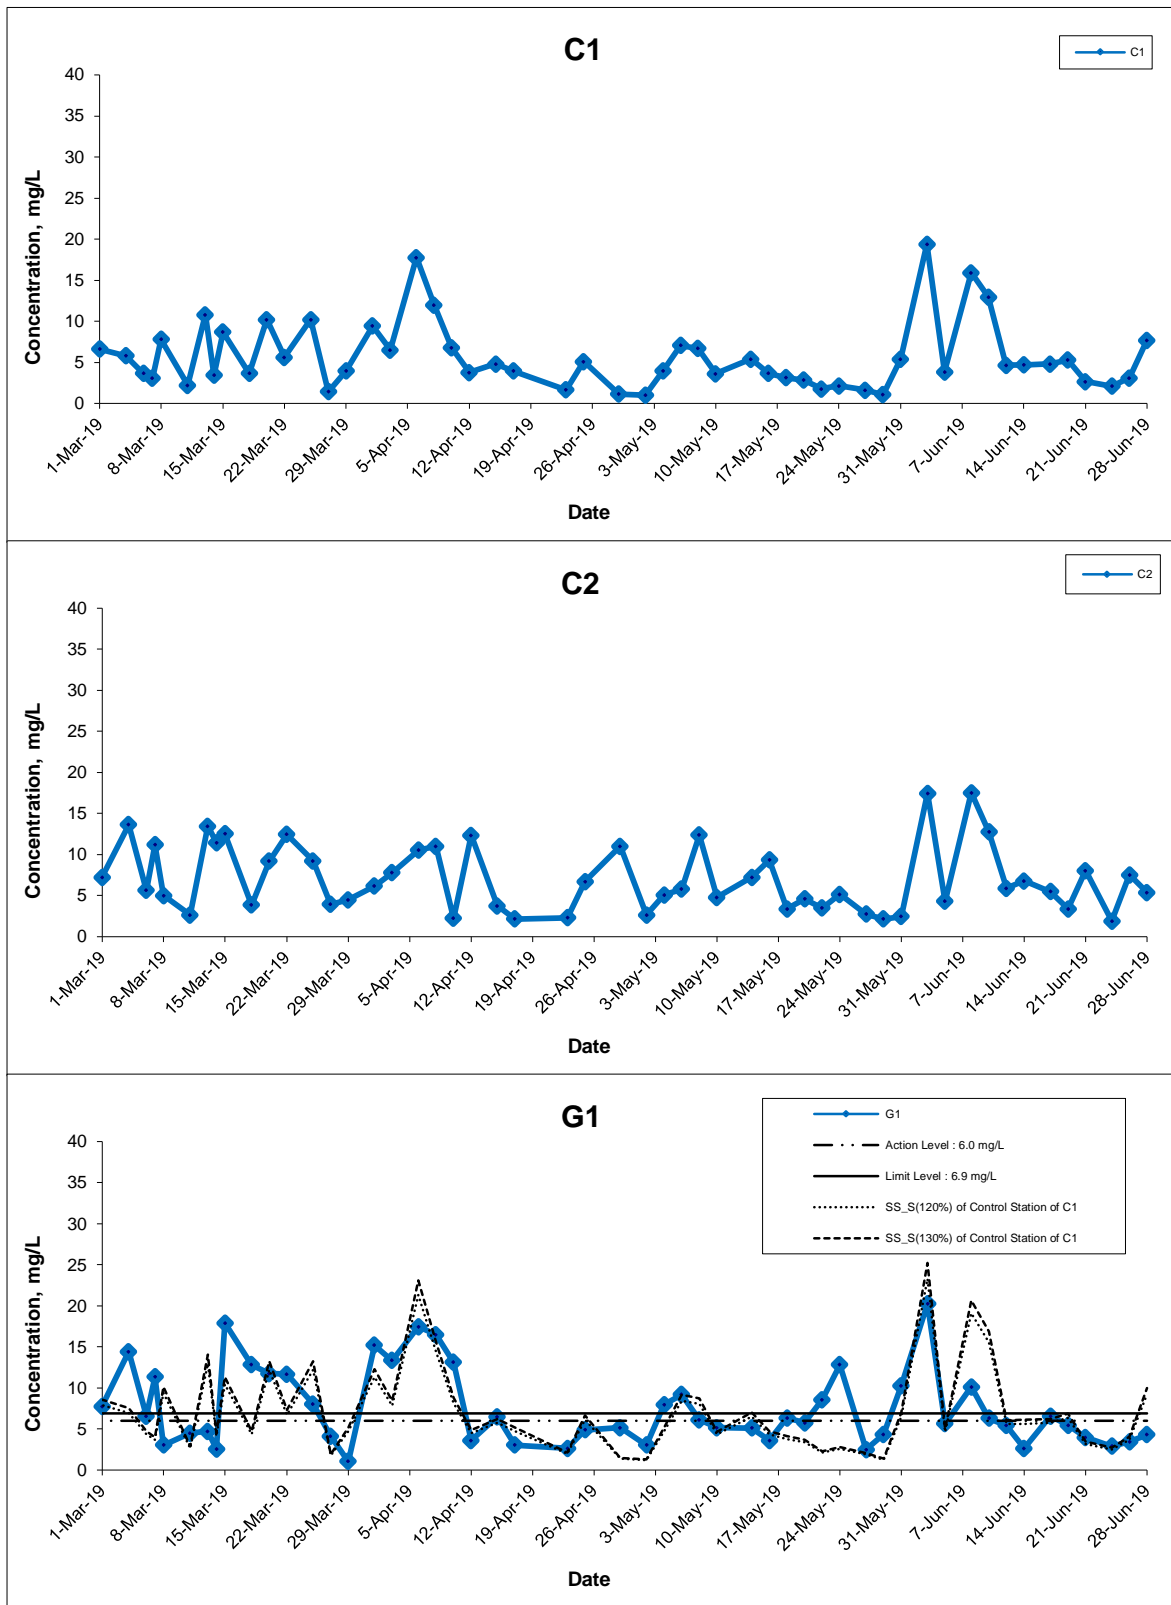 C1
C1
40
35
30
25
20
15
10
5
0
Concentration, mg/L
1-Mar-19
8-Mar-19
15-Mar-19
22-Mar-19
29-Mar-19
5-Apr-19
12-Apr-19
19-Apr-19
26-Apr-19
3-May-19
10-May-19
17-May-19
24-May-19
31-May-19
7-Jun-19
14-Jun-19
21-Jun-19
28-Jun-19
Date
C2
C2
40
35
30
25
20
15
10
5
0
Concentration, mg/L
1-Mar-19
8-Mar-19
15-Mar-19
22-Mar-19
29-Mar-19
5-Apr-19
12-Apr-19
19-Apr-19
26-Apr-19
3-May-19
10-May-19
17-May-19
24-May-19
31-May-19
7-Jun-19
14-Jun-19
21-Jun-19
28-Jun-19
Date
G1
G1
Action Level : 6.0 mg/L
Limit Level : 6.9 mg/L
SS_S(120%) of Control Station of C1
SS_S(130%) of Control Station of C1
40
35
30
25
20
15
10
5
0
Concentration, mg/L
1-Mar-19
8-Mar-19
15-Mar-19
22-Mar-19
29-Mar-19
5-Apr-19
12-Apr-19
19-Apr-19
26-Apr-19
3-May-19
10-May-19
17-May-19
24-May-19
31-May-19
7-Jun-19
14-Jun-19
21-Jun-19
28-Jun-19
Date